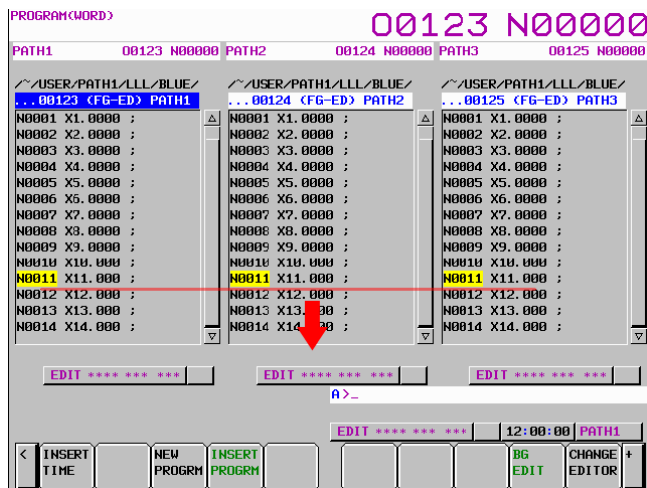 PROGRAM(WORD)
O0123 N00000
PATH1 O0123 N00000 PATH2 O0124 N00000 PATH3 O0125 N00000
/~/USER/PATH1/LLL/BLUE/ /~/USER/PATH1/LLL/BLUE/ /~/USER/PATH1/LLL/BLUE/
...O0123 (FG-ED) PATH1 ...O0124 (FG-ED) PATH2 ...O0125 (FG-ED) PATH3
N0001 X1.0000 ; N0001 X1.0000 ; N0001 X1.0000 ;
N0002 X2.0000 ; N0002 X2.0000 ; N0002 X2.0000 ;
N0003 X3.0000 ; N0003 X3.0000 ; N0003 X3.0000 ;
N0004 X4.0000 ; N0004 X4.0000 ; N0004 X4.0000 ;
N0005 X5.0000 ; N0005 X5.0000 ; N0005 X5.0000 ;
N0006 X6.0000 ; N0006 X6.0000 ; N0006 X6.0000 ;
N0007 X7.0000 ; N0007 X7.0000 ; N0007 X7.0000 ;
N0008 X8.0000 ; N0008 X8.0000 ; N0008 X8.0000 ;
N0009 X9.0000 ; N0009 X9.0000 ; N0009 X9.0000 ;
N0010 X10.000 ; N0010 X10.000 ; N0010 X10.000 ;
N0011 X11.000 ; N0011 X11.000 ; N0011 X11.000 ;
N0012 X12.000 ; N0012 X12.000 ; N0012 X12.000 ;
N0013 X13.000 ; N0013 X13.000 ; N0013 X13.000 ;
N0014 X14.000 ; N0014 X14.000 ; N0014 X14.000 ;
EDIT **** *** *** EDIT **** *** *** EDIT **** *** ***
A>_
EDIT **** *** *** 12:00:00 PATH1
< INSERT NEW INSERT BG CHANGE +
TIME PROGRM PROGRM EDIT EDITOR